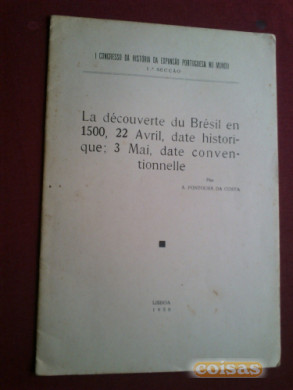 I CONGRESSO DA HISTÓRIA DA EXPANSÃO PORTUGUESA NO MUNDO
La découverte du Brésil en
1500, 22 Avril, date histori-
que; 3 Mai, date conven-
tionnelle
A. FONTOURA DA COSTA
LISBOA
coisas